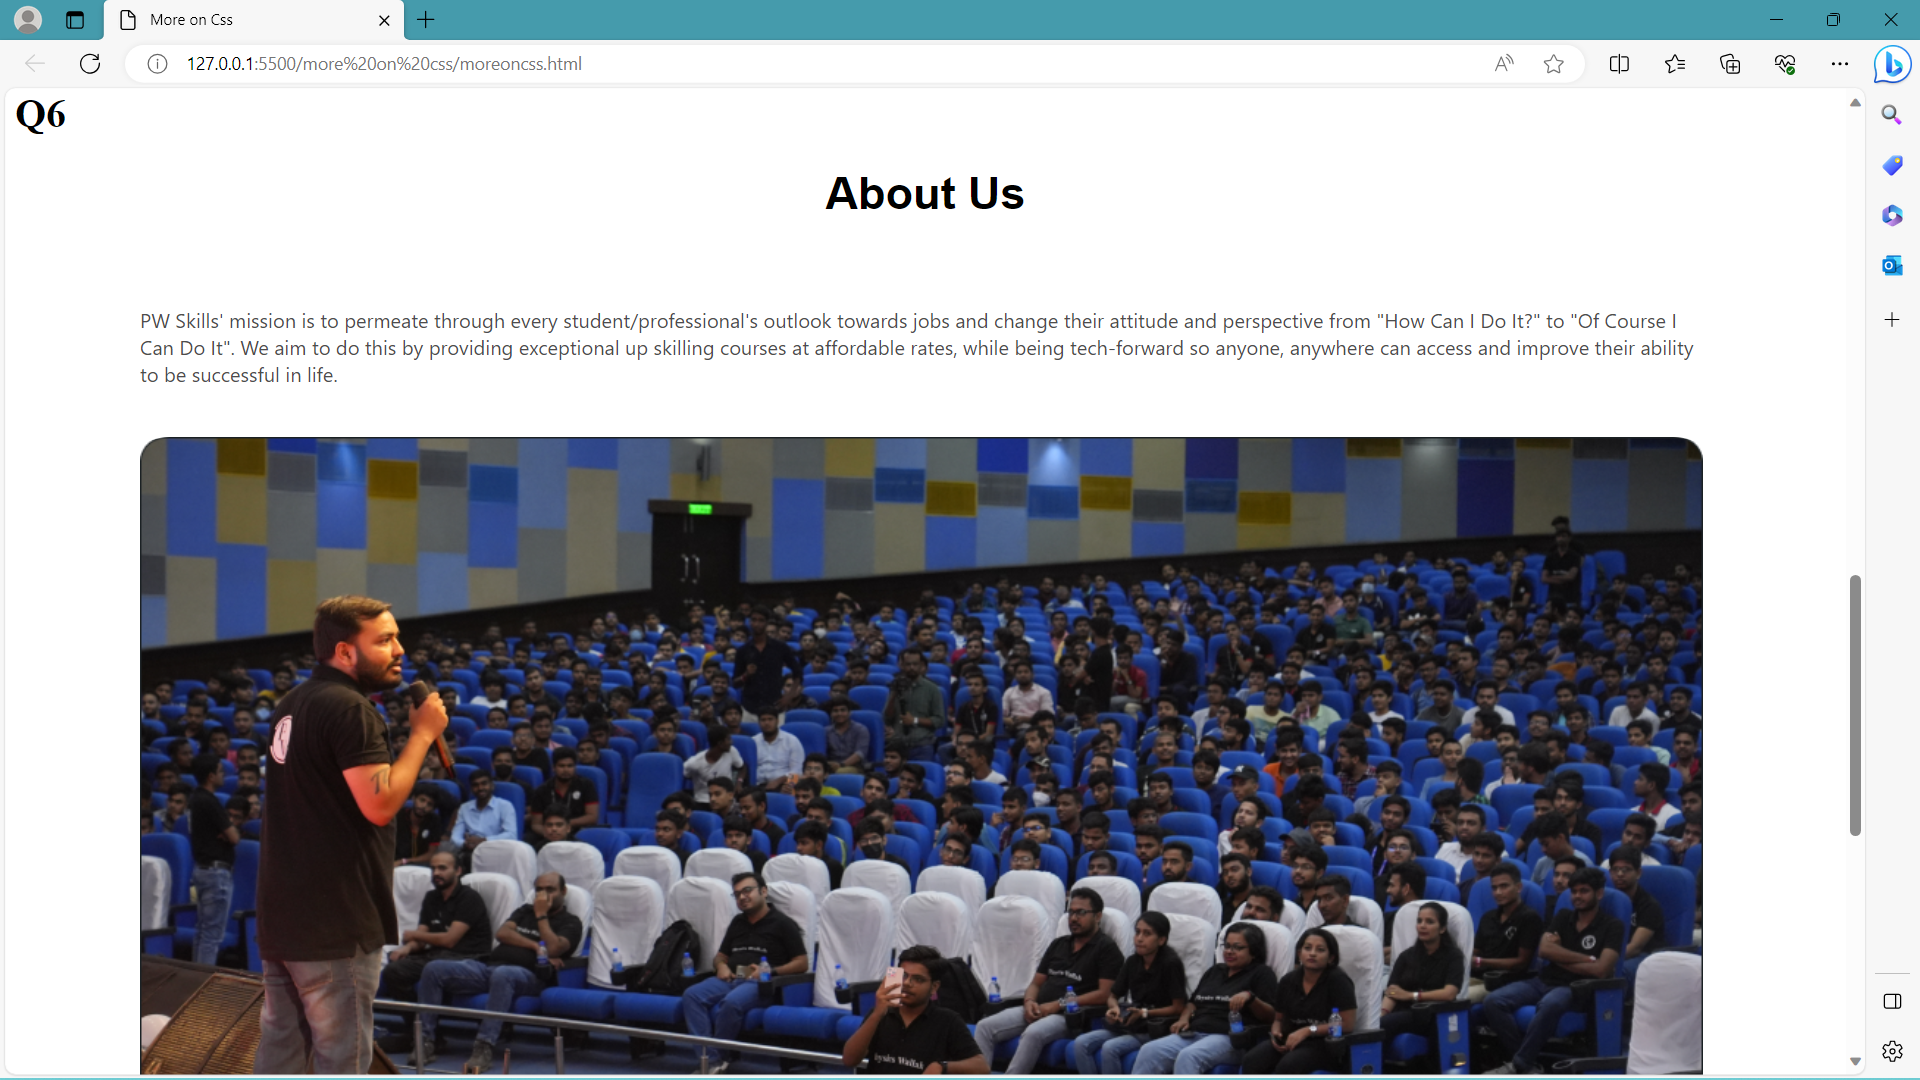 More on Css
127.0.0.1:5500/more%20on%20css/moreoncss.html
Q6
About Us
PW Skills' mission is to permeate through every student/professional's outlook towards jobs and change their attitude and perspective from "How Can I Do It?" to "Of Course I
Can Do It". We aim to do this by providing exceptional up skilling courses at affordable rates, while being tech-forward so anyone, anywhere can access and improve their ability
to be successful in life.